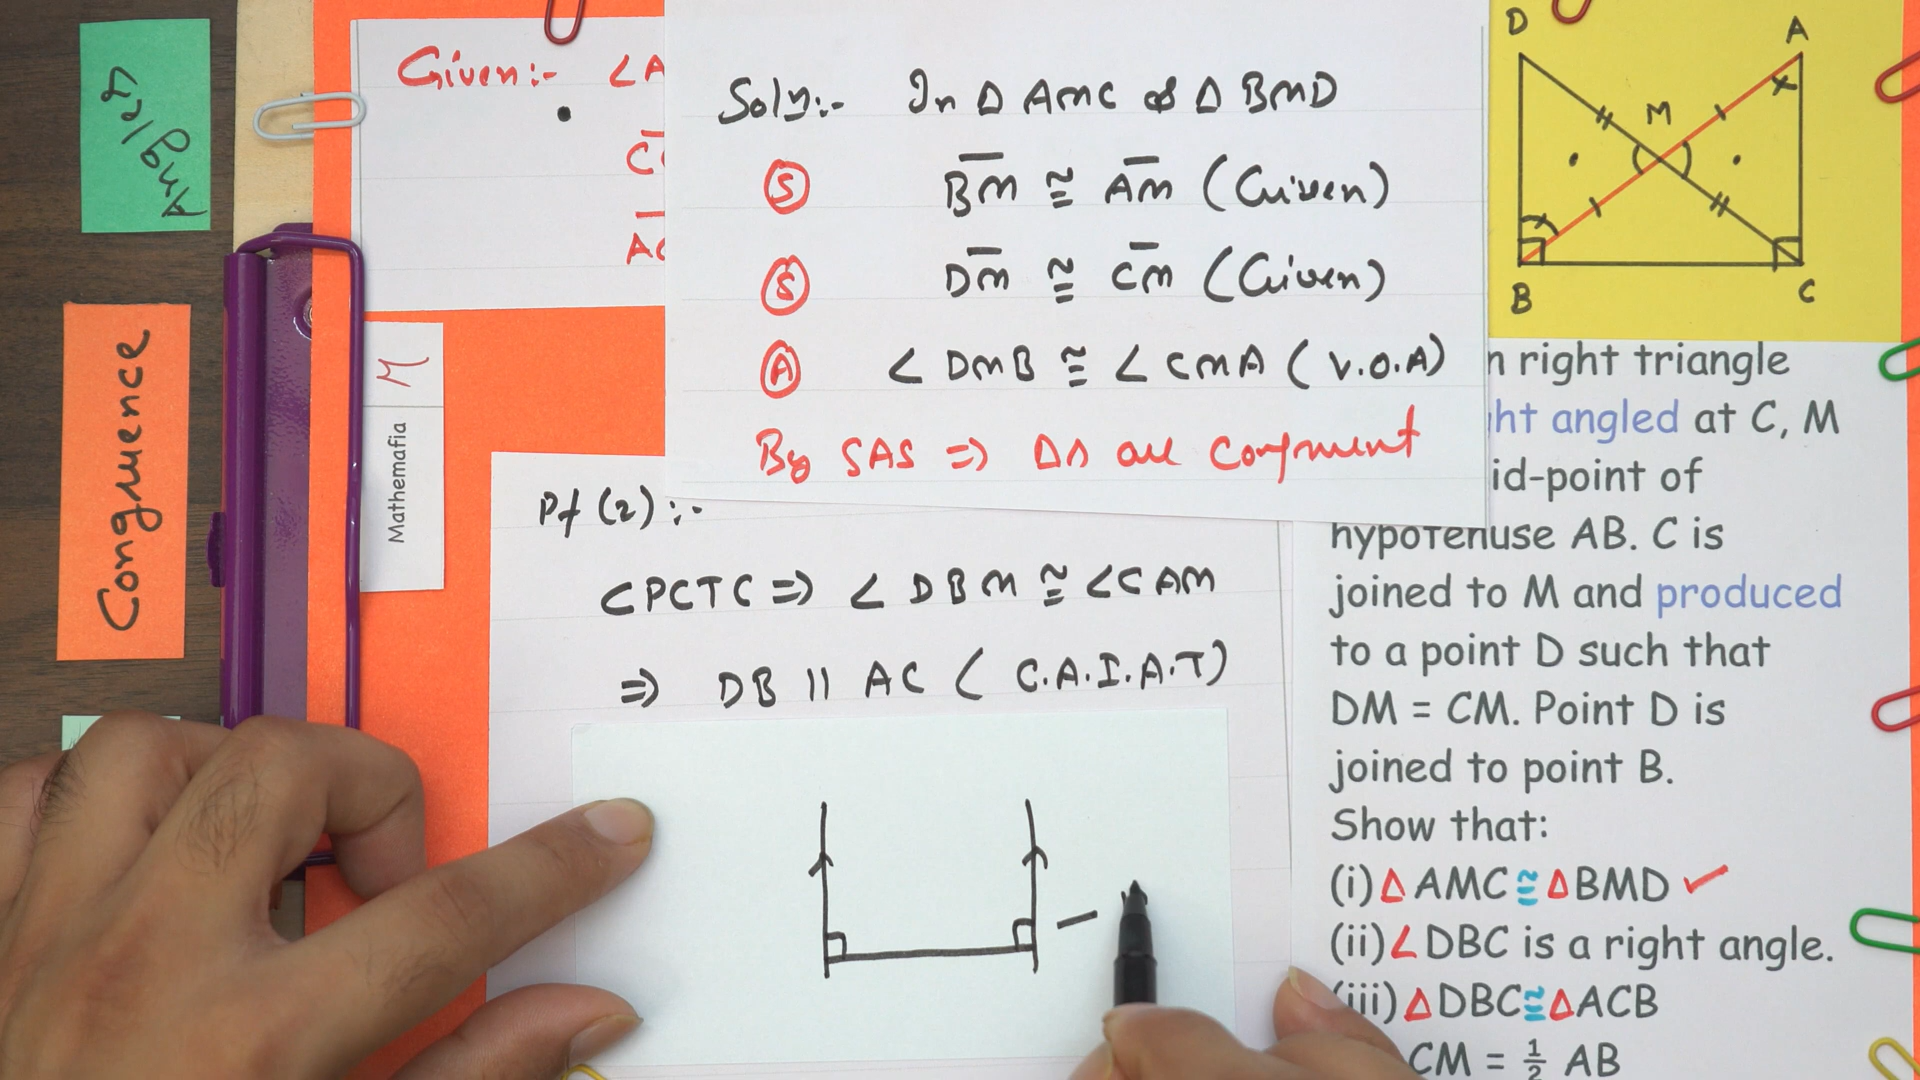 Angles
Congruence
M
Mathemafia
Given:- ∠A
AC
Soln:- In Δ AMC & Δ BMD
S BM ≅ AM (Given)
S DM ≅ CM (Given)
A ∠DMB ≅ ∠CMA (V.O.A)
By SAS ⇒ ΔΔ are congruent
Pf (2):-
CPCTC ⇒ ∠DBM ≅ ∠CAM
⇒ DB || AC (C.A.I.A.T)
D
A
M
B
C
n right triangle
ht angled at C, M
id-point of
hypotenuse AB. C is
joined to M and produced
to a point D such that
DM = CM. Point D is
joined to point B.
Show that:
(i) Δ AMC ≅ Δ BMD ✓
(ii) ∠DBC is a right angle.
(iii) Δ DBC ≅ Δ ACB
CM = ½ AB